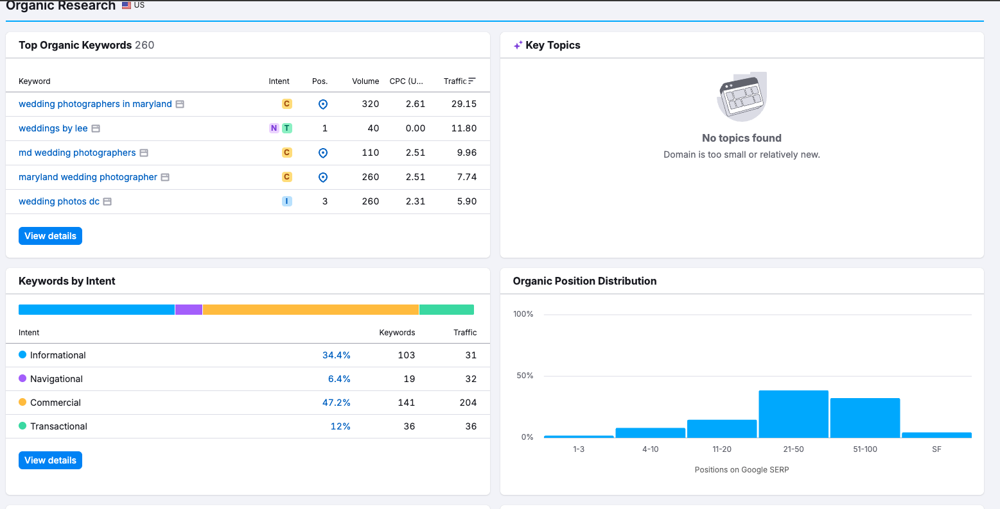 Organic Research US
Top Organic Keywords 260
Keyword Intent Pos. Volume CPC (U... Traffic
wedding photographers in maryland C 320 2.61 29.15
weddings by lee N T 1 40 0.00 11.80
md wedding photographers C 110 2.51 9.96
maryland wedding photographer C 260 2.51 7.74
wedding photos dc I 3 260 2.31 5.90
View details
Key Topics
No topics found
Domain is too small or relatively new.
Keywords by Intent
Intent Keywords Traffic
Informational 34.4% 103 31
Navigational 6.4% 19 32
Commercial 47.2% 141 204
Transactional 12% 36 36
View details
Organic Position Distribution
100%
50%
0%
1-3 4-10 11-20 21-50 51-100 SF
Positions on Google SERP